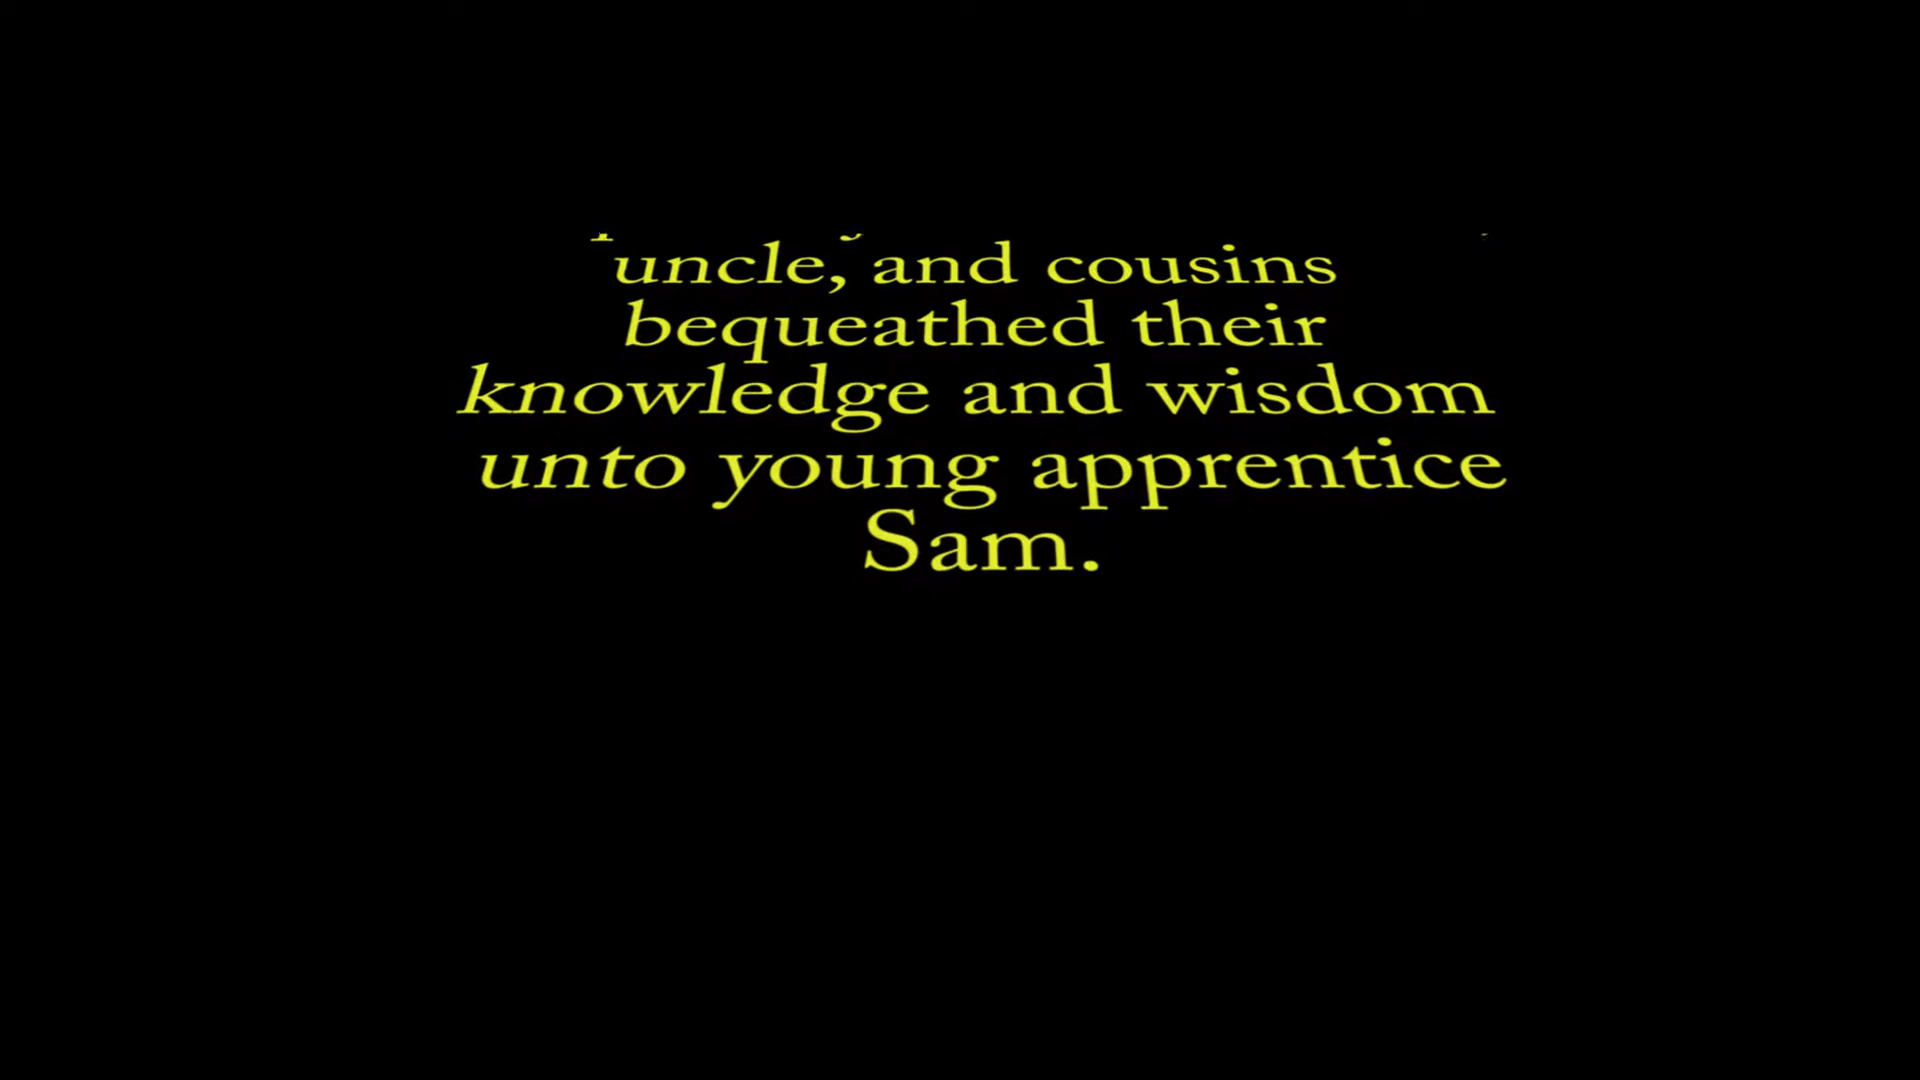 uncle, and cousins
bequeathed their
knowledge and wisdom
unto young apprentice
Sam.